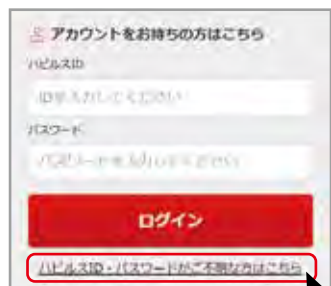 アカウントをお持ちの方はこちら
ハピルスID
IDを入力してください
パスワード
パスワードを入力してください
ログイン
ハピルスID・パスワードがご不明な方はこちら